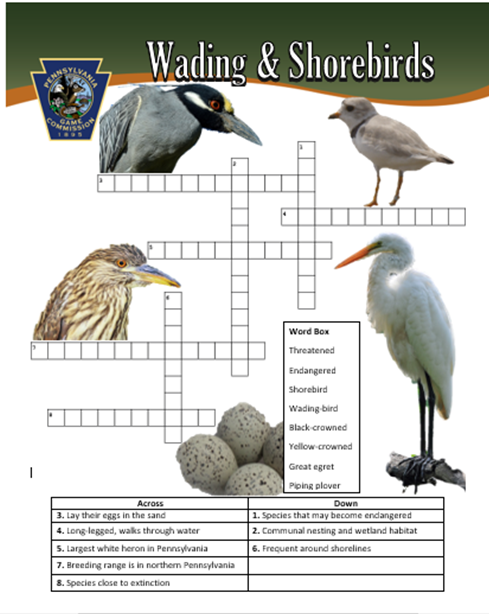 Wading & Shorebirds
PENNSYLVANIA
GAME
COMMISSION
1895
1
2
3
4
5
6
7
8
Word Box
Threatened
Endangered
Shorebird
Wading-bird
Black-crowned
Yellow-crowned
Great egret
Piping plover
Across Down
3. Lay their eggs in the sand 1. Species that may become endangered
4. Long-legged, walks through water 2. Communal nesting and wetland habitat
5. Largest white heron in Pennsylvania 6. Frequent around shorelines
7. Breeding range is in northern Pennsylvania
8. Species close to extinction